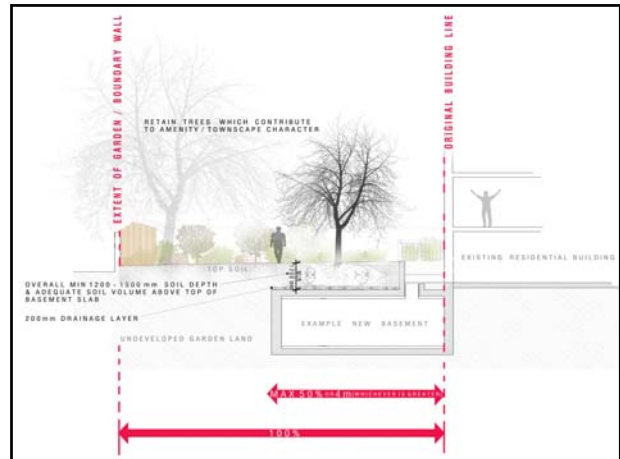 EXTENT OF GARDEN / BOUNDARY WALL
ORIGINAL BUILDING LINE
RETAIN TREES WHICH CONTRIBUTE
TO AMENITY/TOWNSCAPE CHARACTER
TOP SOIL
EXISTING RESIDENTIAL BUILDING
OVERALL MIN 1200 - 1500mm SOIL DEPTH
& ADEQUATE SOIL VOLUME ABOVE TOP OF
BASEMENT SLAB
200mm DRAINAGE LAYER
EXAMPLE NEW BASEMENT
UNDEVELOPED GARDEN LAND
MAX 50% OR 4m (WHICHEVER IS GREATER)
100%